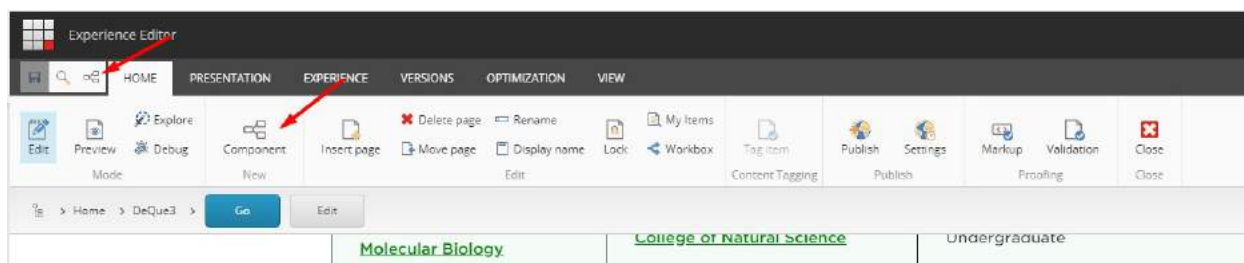 Experience Editor
HOME PRESENTATION EXPERIENCE VERSIONS OPTIMIZATION VIEW
Explore Delete page Rename My Items
Edit Preview Debug Component Insert page Move page Display name Lock Workbox Tag item Publish Settings Markup Validation Close
Mode New Edit Content Tagging Publish Proofing Close
Home DeQue3 Go Edit
Molecular Biology College of Natural Science Undergraduate